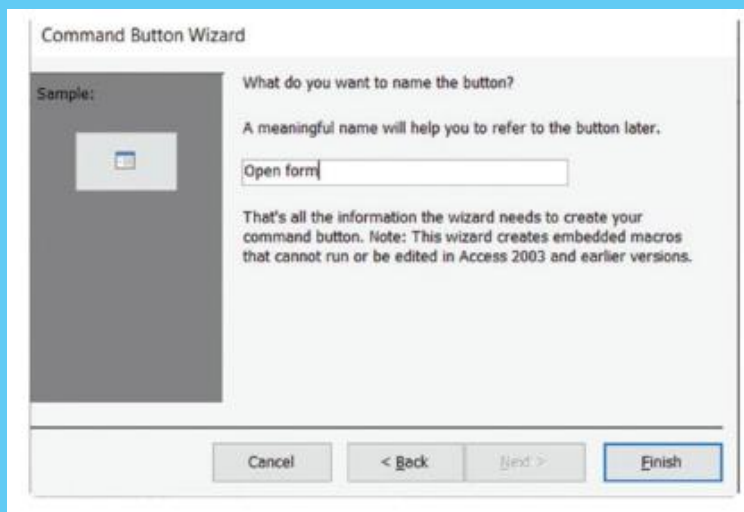 Command Button Wizard
Sample:
What do you want to name the button?
A meaningful name will help you to refer to the button later.
Open form
That's all the information the wizard needs to create your
command button. Note: This wizard creates embedded macros
that cannot run or be edited in Access 2003 and earlier versions.
Cancel
< Back
Next >
Finish